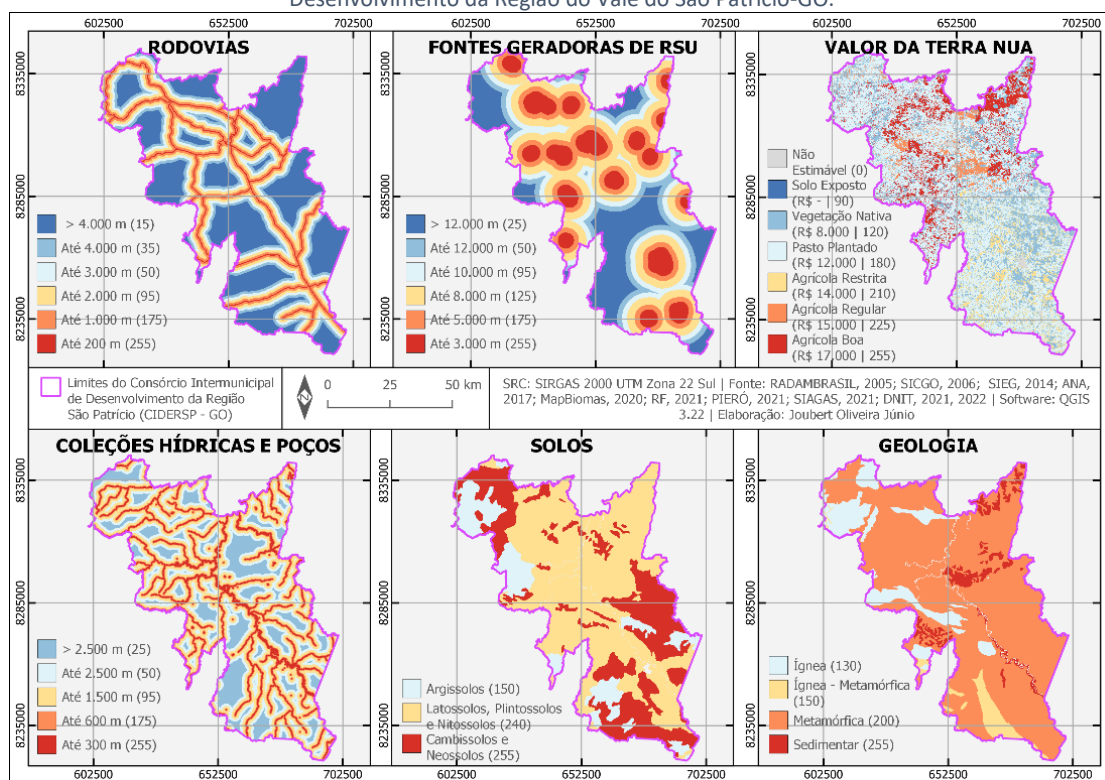 Desenvolvimento da Região do Vale do São Patrício-GO.
602500 652500 702500 602500 652500 702500 602500 652500 702500
RODOVIAS
8335000
8285000
8235000
> 4.000 m (15)
Até 4.000 m (35)
Até 3.000 m (50)
Até 2.000 m (95)
Até 1.000 m (175)
Até 200 m (255)
FONTES GERADORAS DE RSU
> 12.000 m (25)
Até 12.000 m (50)
Até 10.000 m (95)
Até 8.000 m (125)
Até 5.000 m (175)
Até 3.000 m (255)
VALOR DA TERRA NUA
8335000
8285000
8235000
Não
Estimável (0)
Solo Exposto
(R$ - | 90)
Vegetação Nativa
(R$ 8.000 | 120)
Pasto Plantado
(R$ 12.000 | 180)
Agrícola Restrita
(R$ 14.000 | 210)
Agrícola Regular
(R$ 15.000 | 225)
Agrícola Boa
(R$ 17.000 | 255)
Limites do Consórcio Intermunicipal
de Desenvolvimento da Região
São Patrício (CIDERSP - GO)
0 25 50 km
SRC: SIRGAS 2000 UTM Zona 22 Sul | Fonte: RADAMBRASIL, 2005; SICGO, 2006; SIEG, 2014; ANA,
2017; MapBiomas, 2020; RF, 2021; PIERÓ, 2021; SIAGAS, 2021; DNIT, 2021, 2022 | Software: QGIS
3.22 | Elaboração: Joubert Oliveira Júnio
COLEÇÕES HÍDRICAS E POÇOS
8335000
8285000
8235000
> 2.500 m (25)
Até 2.500 m (50)
Até 1.500 m (95)
Até 600 m (175)
Até 300 m (255)
SOLOS
Argissolos (150)
Latossolos, Plintossolos
e Nitossolos (240)
Cambissolos e
Neossolos (255)
GEOLOGIA
8335000
8285000
8235000
Ígnea (130)
Ígnea - Metamórfica
(150)
Metamórfica (200)
Sedimentar (255)
602500 652500 702500 602500 652500 702500 602500 652500 702500